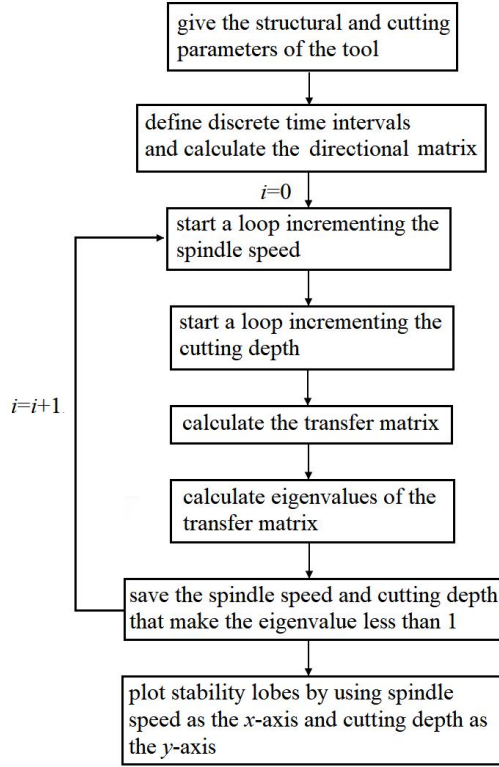 give the structural and cutting
parameters of the tool
define discrete time intervals
and calculate the directional matrix
i=0
start a loop incrementing the
spindle speed
start a loop incrementing the
cutting depth
i=i+1
calculate the transfer matrix
calculate eigenvalues of the
transfer matrix
save the spindle speed and cutting depth
that make the eigenvalue less than 1
plot stability lobes by using spindle
speed as the x-axis and cutting depth as
the y-axis